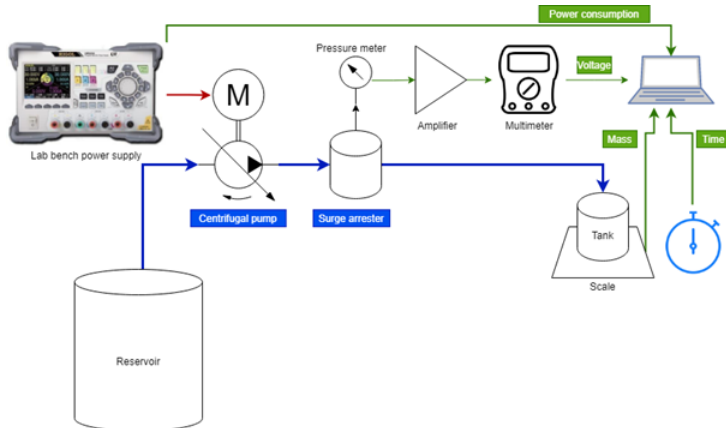 Power consumption
Pressure meter
Voltage
M
Amplifier
Multimeter
Mass
Time
Lab bench power supply
Centrifugal pump
Surge arrester
Tank
Scale
Reservoir